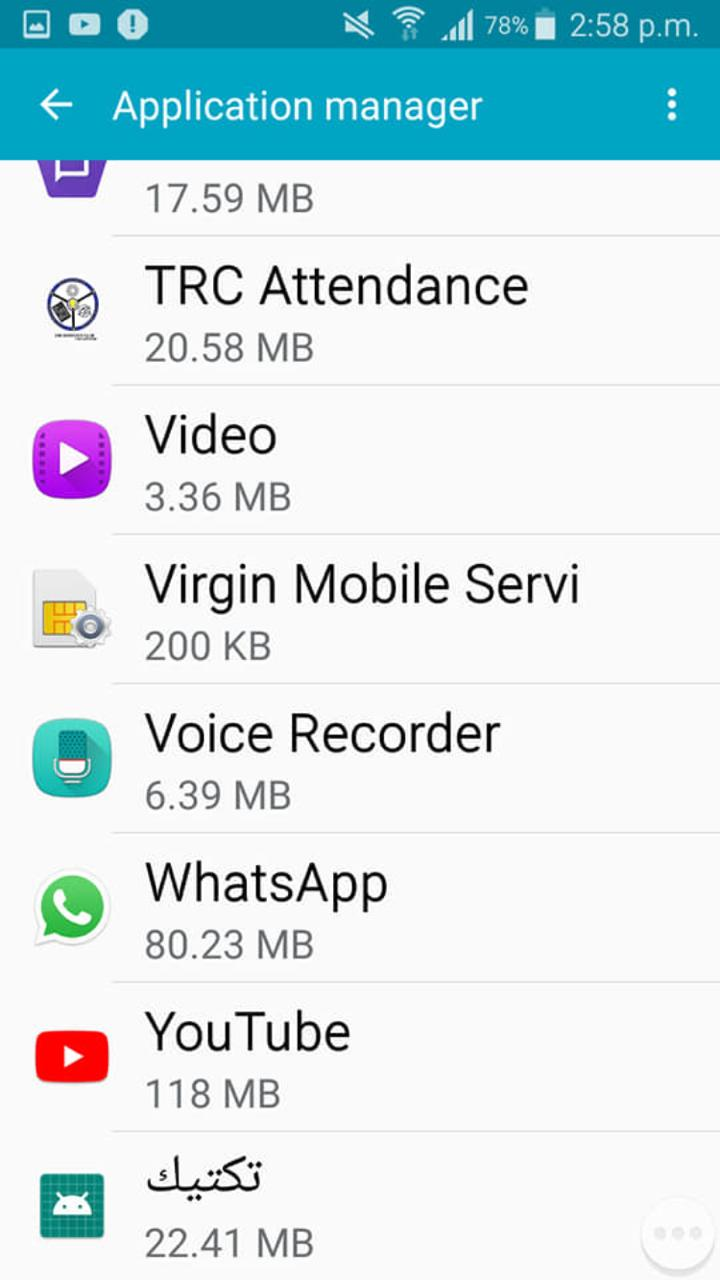 78% 2:58 p.m.
Application manager
17.59 MB
TRC Attendance
20.58 MB
Video
3.36 MB
Virgin Mobile Servi
200 KB
Voice Recorder
6.39 MB
WhatsApp
80.23 MB
YouTube
118 MB
تكتيك
22.41 MB